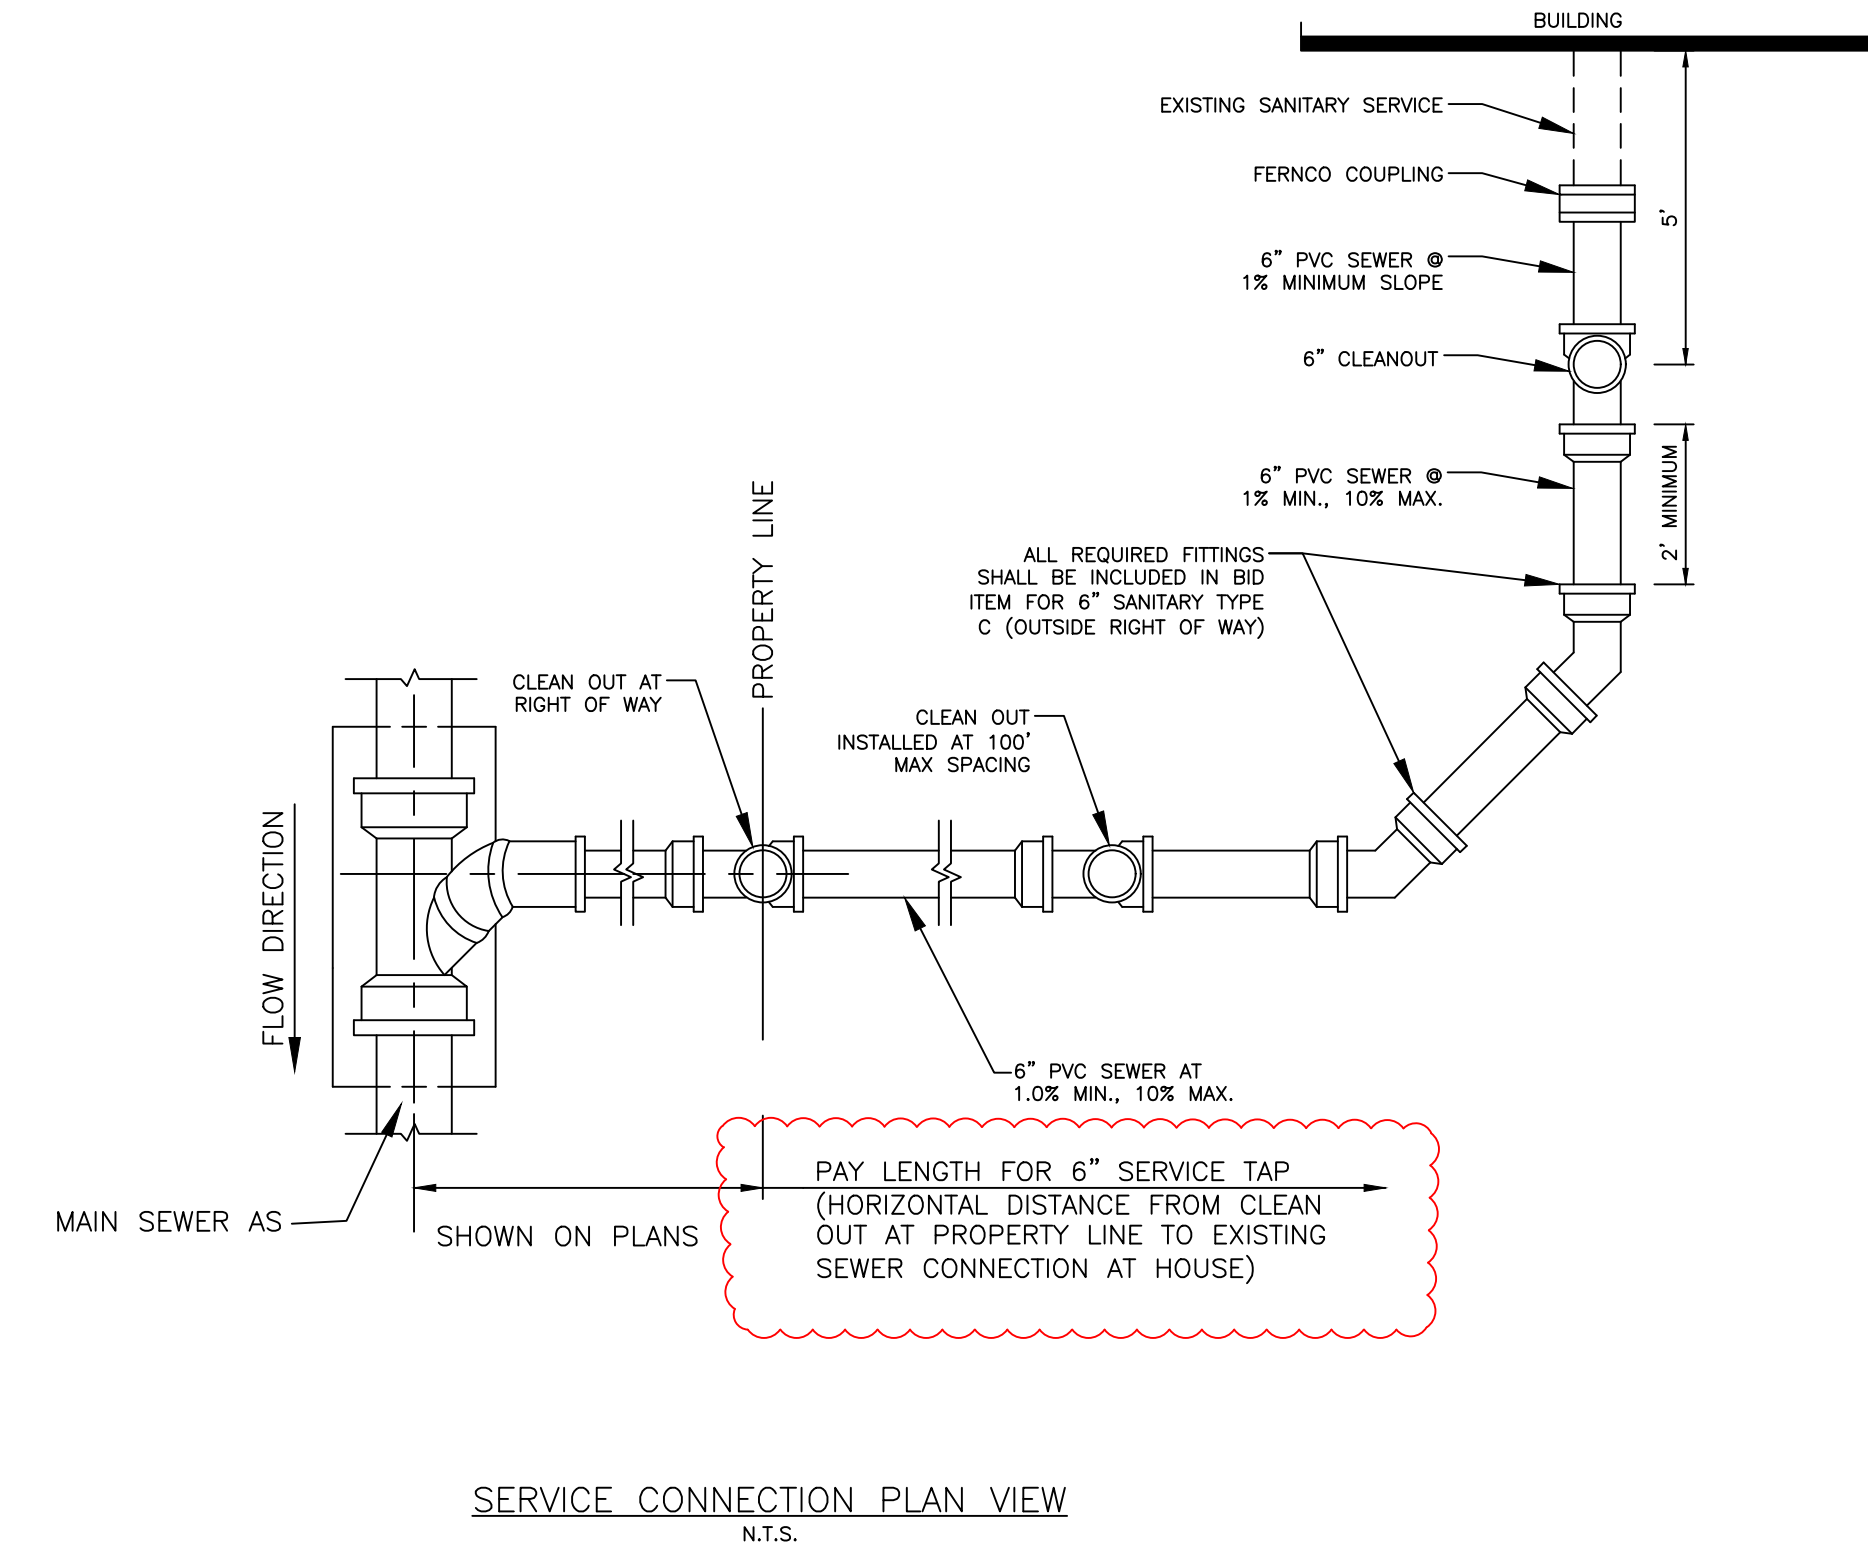 BUILDING
EXISTING SANITARY SERVICE
FERNCO COUPLING
5'
6" PVC SEWER @
1% MINIMUM SLOPE
6" CLEANOUT
6" PVC SEWER @
1% MIN., 10% MAX.
2' MINIMUM
ALL REQUIRED FITTINGS
SHALL BE INCLUDED IN BID
ITEM FOR 6" SANITARY TYPE
C (OUTSIDE RIGHT OF WAY)
PROPERTY LINE
CLEAN OUT AT
RIGHT OF WAY
CLEAN OUT
INSTALLED AT 100'
MAX SPACING
FLOW DIRECTION
6" PVC SEWER AT
1.0% MIN., 10% MAX.
MAIN SEWER AS
SHOWN ON PLANS
PAY LENGTH FOR 6" SERVICE TAP
(HORIZONTAL DISTANCE FROM CLEAN
OUT AT PROPERTY LINE TO EXISTING
SEWER CONNECTION AT HOUSE)
SERVICE CONNECTION PLAN VIEW
N.T.S.